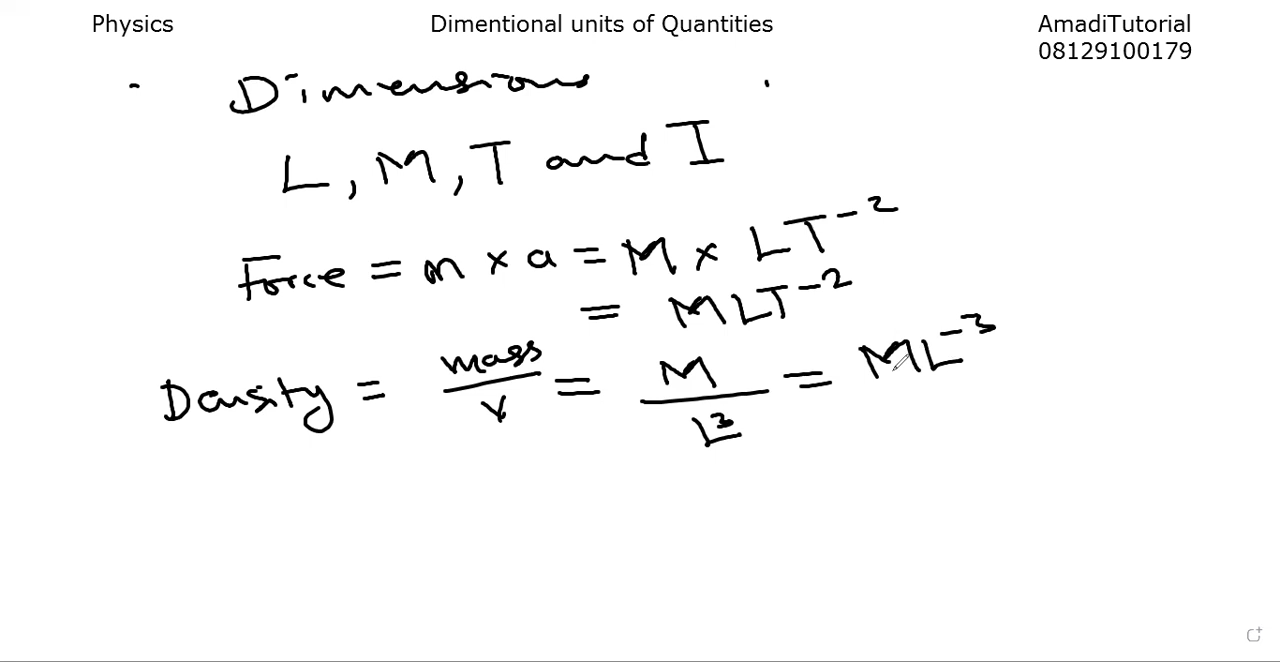 Physics Dimentional units of Quantities AmadiTutorial
08129100179
Dimensions
L, M, T and I
Force = m × a = M × LT⁻²
= MLT⁻²
Density = mass/v = M/L³ = ML⁻³